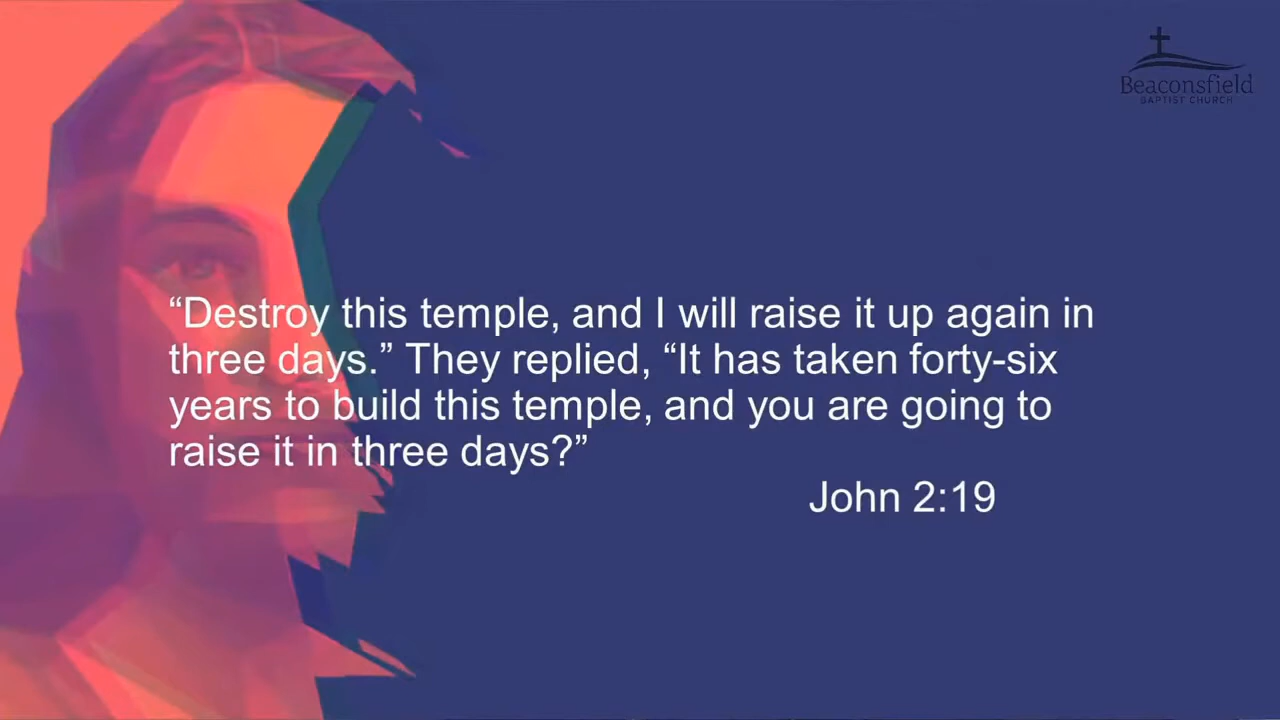 Beaconsfield
BAPTIST CHURCH
“Destroy this temple, and I will raise it up again in
three days.” They replied, “It has taken forty-six
years to build this temple, and you are going to
raise it in three days?”
John 2:19